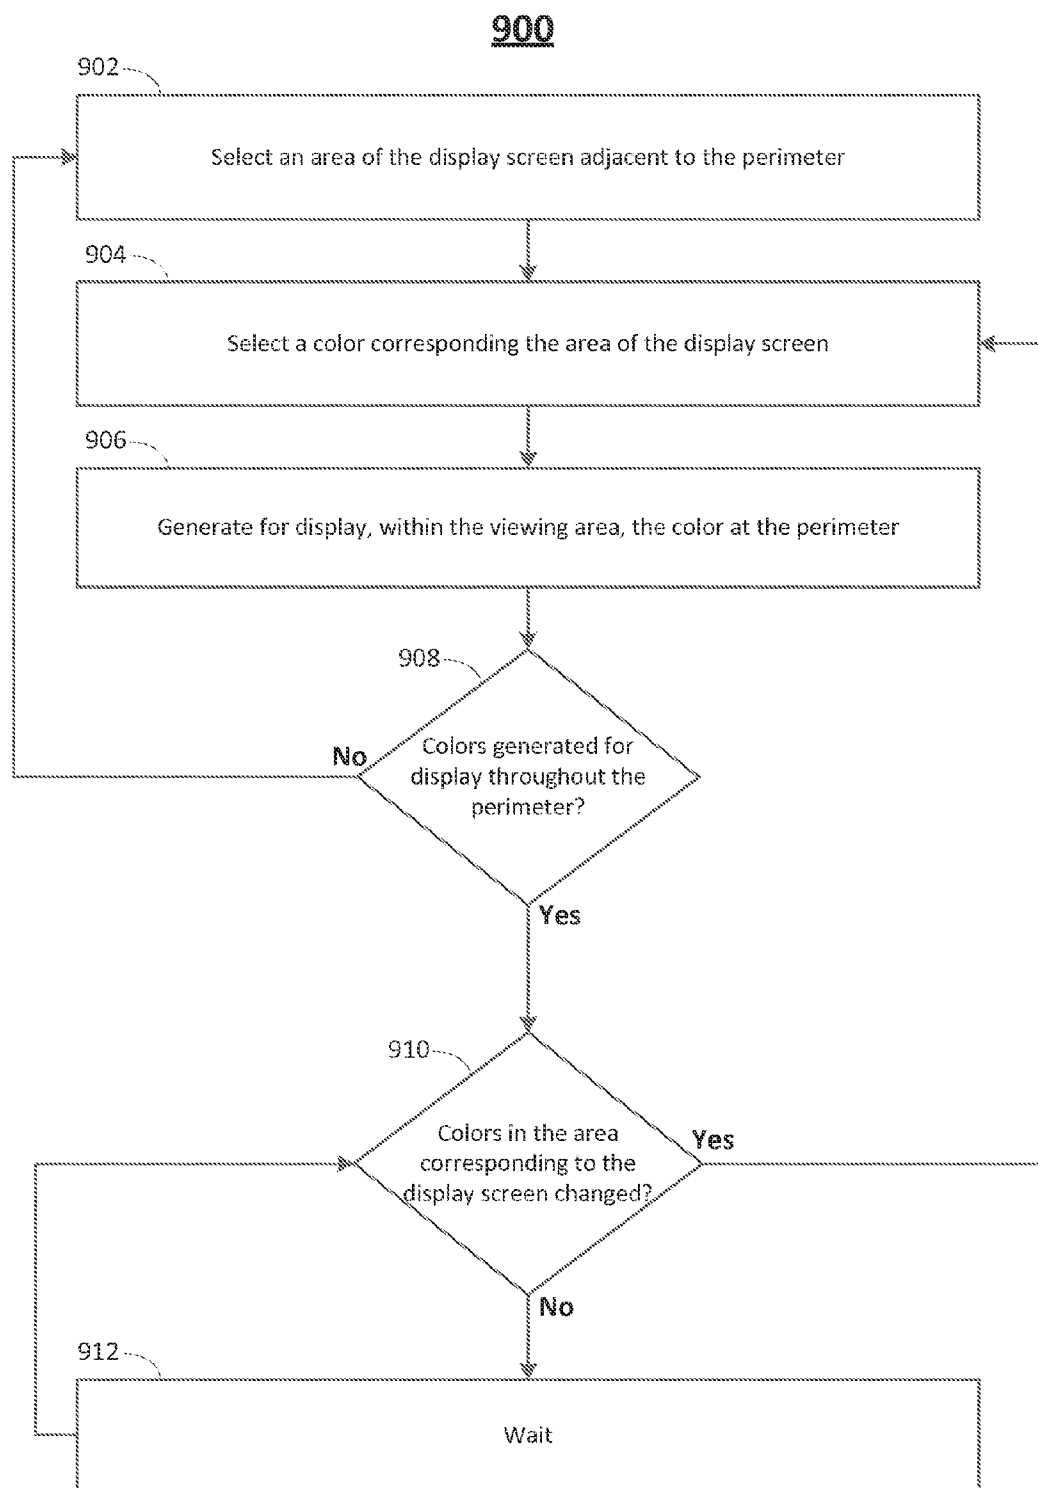 900
902
Select an area of the display screen adjacent to the perimeter
904
Select a color corresponding the area of the display screen
906
Generate for display, within the viewing area, the color at the perimeter
908
No
Colors generated for
display throughout the
perimeter?
Yes
910
Colors in the area
corresponding to the
display screen changed?
Yes
No
912
Wait